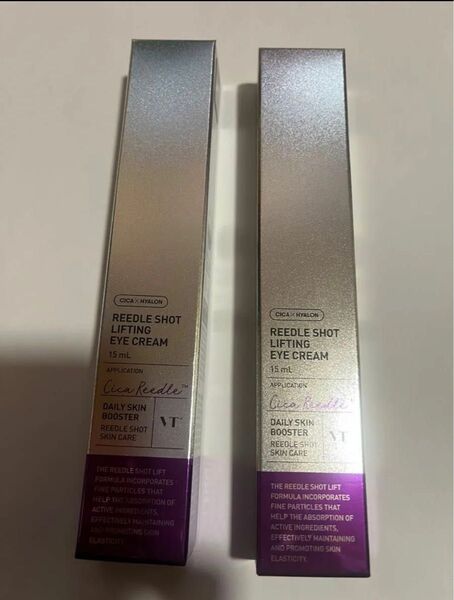 CICA × HYALON
REEDLE SHOT
LIFTING
EYE CREAM
15 mL
APPLICATION
Cica Reedle™
DAILY SKIN
BOOSTER
REEDLE SHOT
SKIN CARE
VT
THE REEDLE SHOT LIFT
FORMULA INCORPORATES
FINE PARTICLES THAT
HELP THE ABSORPTION OF
ACTIVE INGREDIENTS,
EFFECTIVELY MAINTAINING
AND PROMOTING SKIN
ELASTICITY.
CICA × HYALON
REEDLE SHOT
LIFTING
EYE CREAM
15 mL
APPLICATION
Cica Reedle™
DAILY SKIN
BOOSTER
REEDLE SHOT
SKIN CARE
VT
THE REEDLE SHOT LIFT
FORMULA INCORPORATES
FINE PARTICLES THAT
HELP THE ABSORPTION OF
ACTIVE INGREDIENTS,
EFFECTIVELY MAINTAINING
AND PROMOTING SKIN
ELASTICITY.